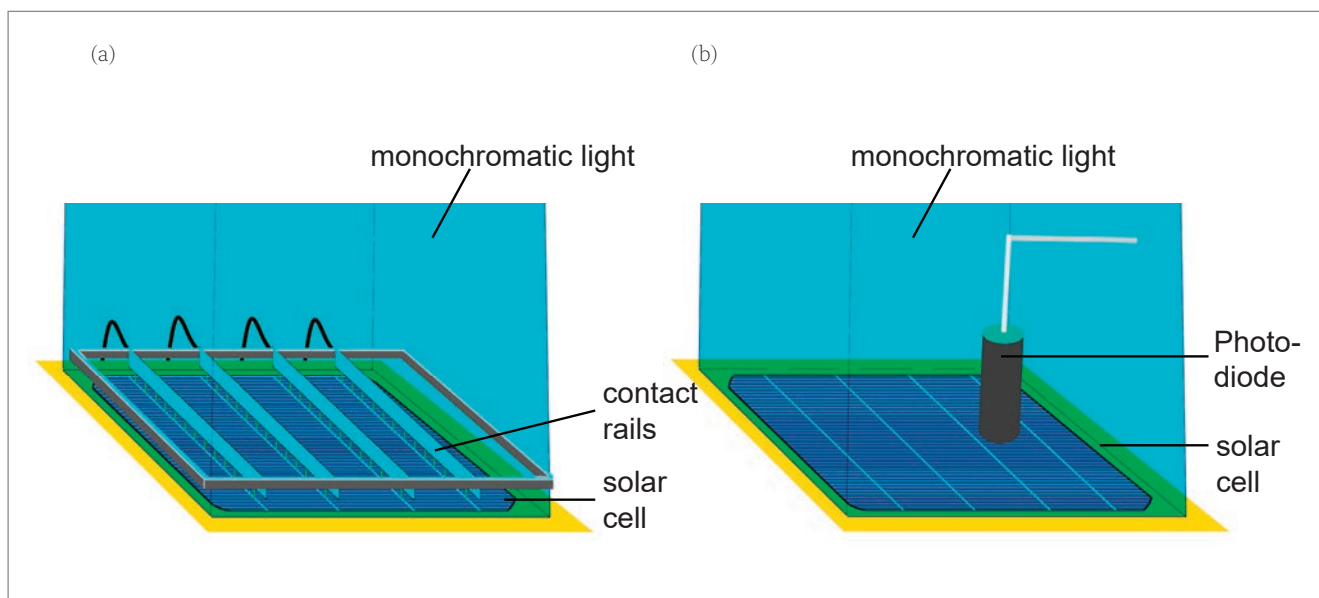 (a)
monochromatic light
contact
rails
solar
cell
(b)
monochromatic light
Photo-
diode
solar
cell